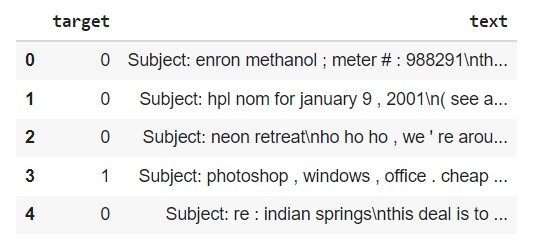 target text
0 0 Subject: enron methanol ; meter # : 988291\nth...
1 0 Subject: hpl nom for january 9 , 2001\n( see a...
2 0 Subject: neon retreat\nho ho ho , we ' re arou...
3 1 Subject: photoshop , windows , office . cheap ...
4 0 Subject: re : indian springs\nthis deal is to ...